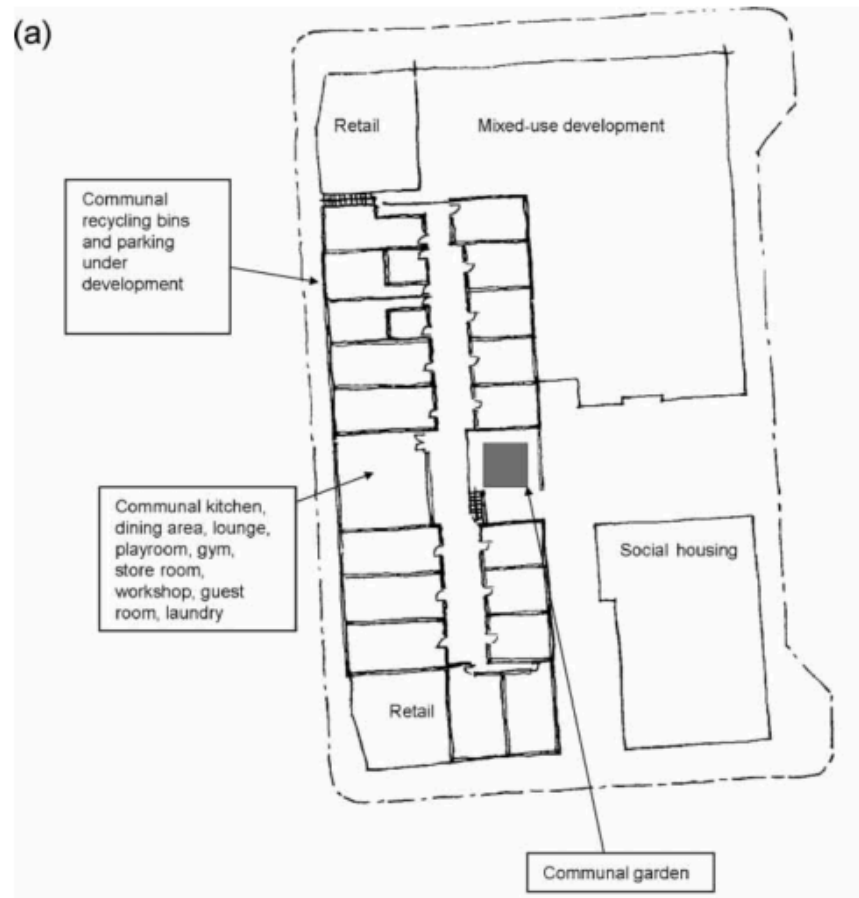 (a)
Retail
Mixed-use development
Communal
recycling bins
and parking
under
development
Communal kitchen,
dining area, lounge,
playroom, gym,
store room,
workshop, guest
room, laundry
Social housing
Retail
Communal garden